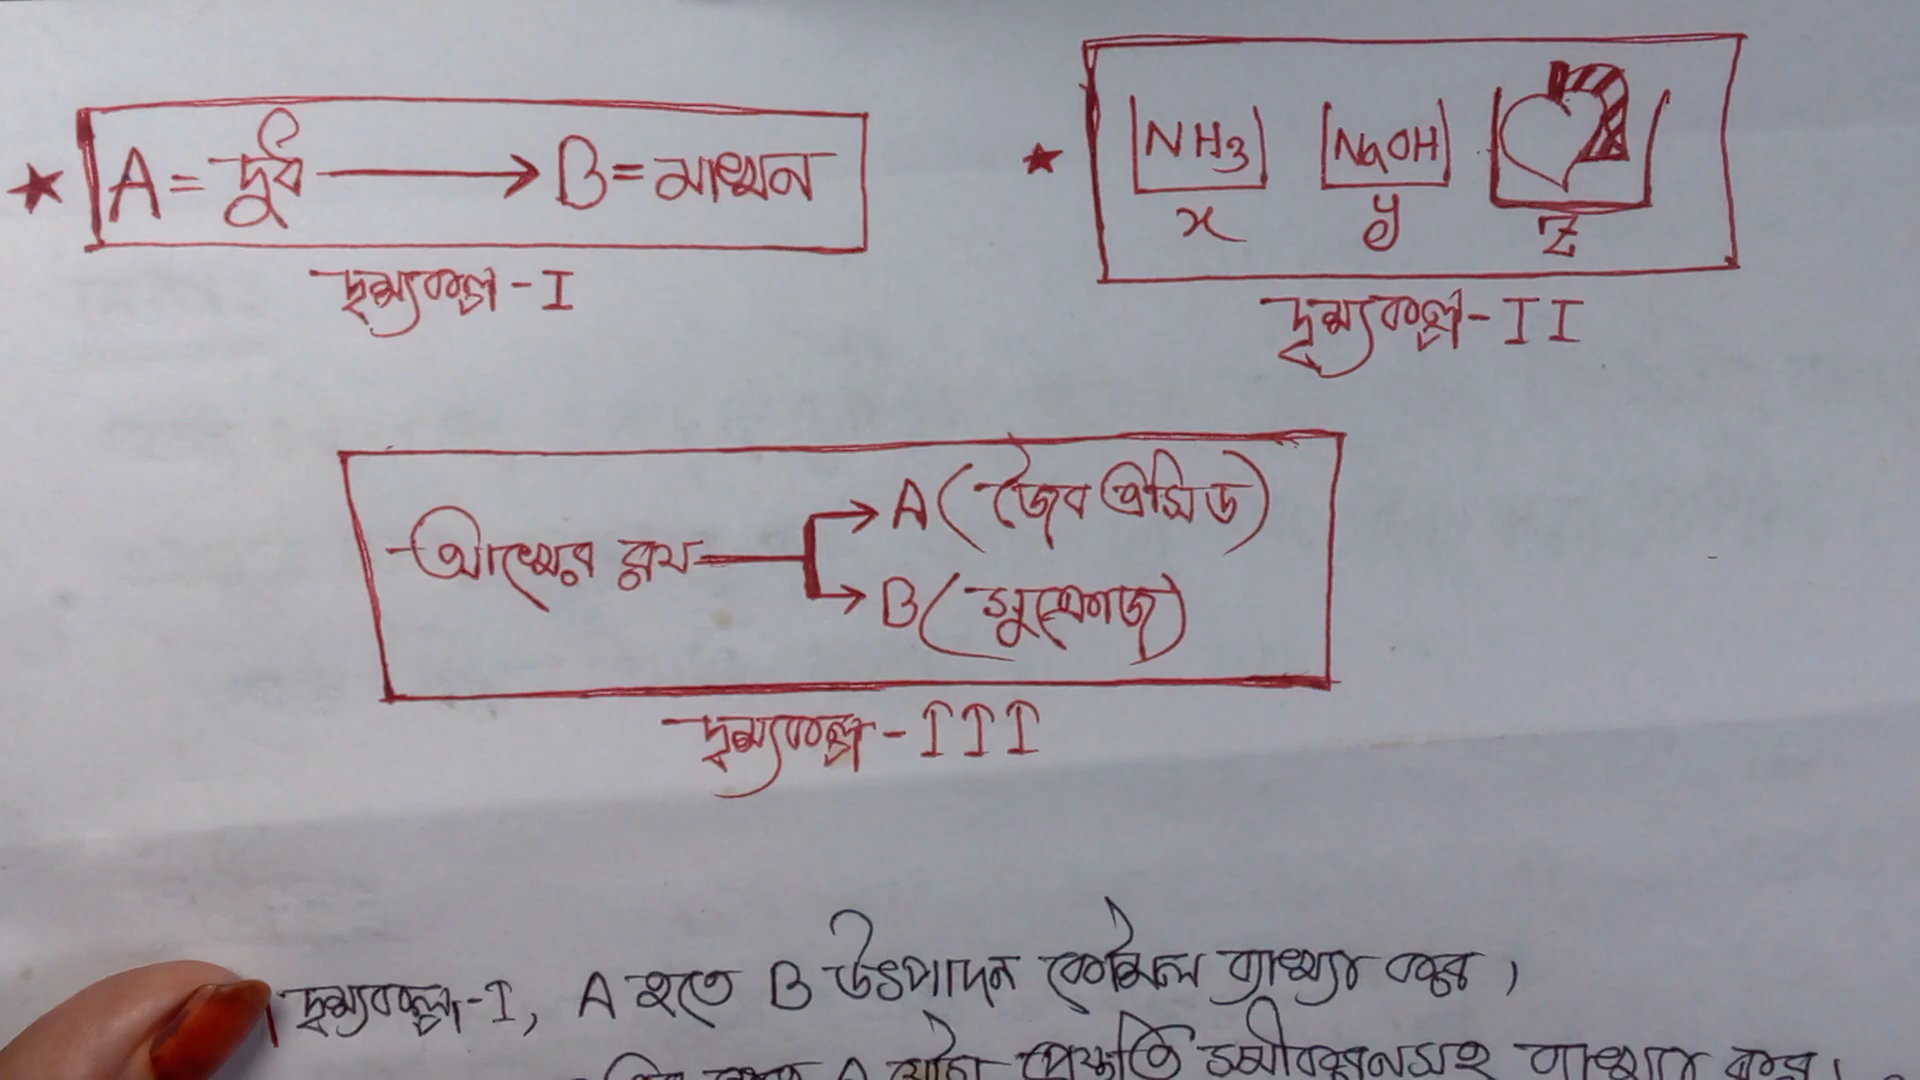 A = দুধ → B = মাখন
দৃশ্যকল্প-I
NH3 NaOH
x y z
দৃশ্যকল্প-II
আখের রস
A (জৈব এসিড)
B (সুক্রোজ)
দৃশ্যকল্প-III
দৃশ্যকল্প-I, A হতে B উৎপাদন কৌশল ব্যাখ্যা কর।
A প্রস্তুতি সমীকরণসহ ব্যাখ্যা কর।